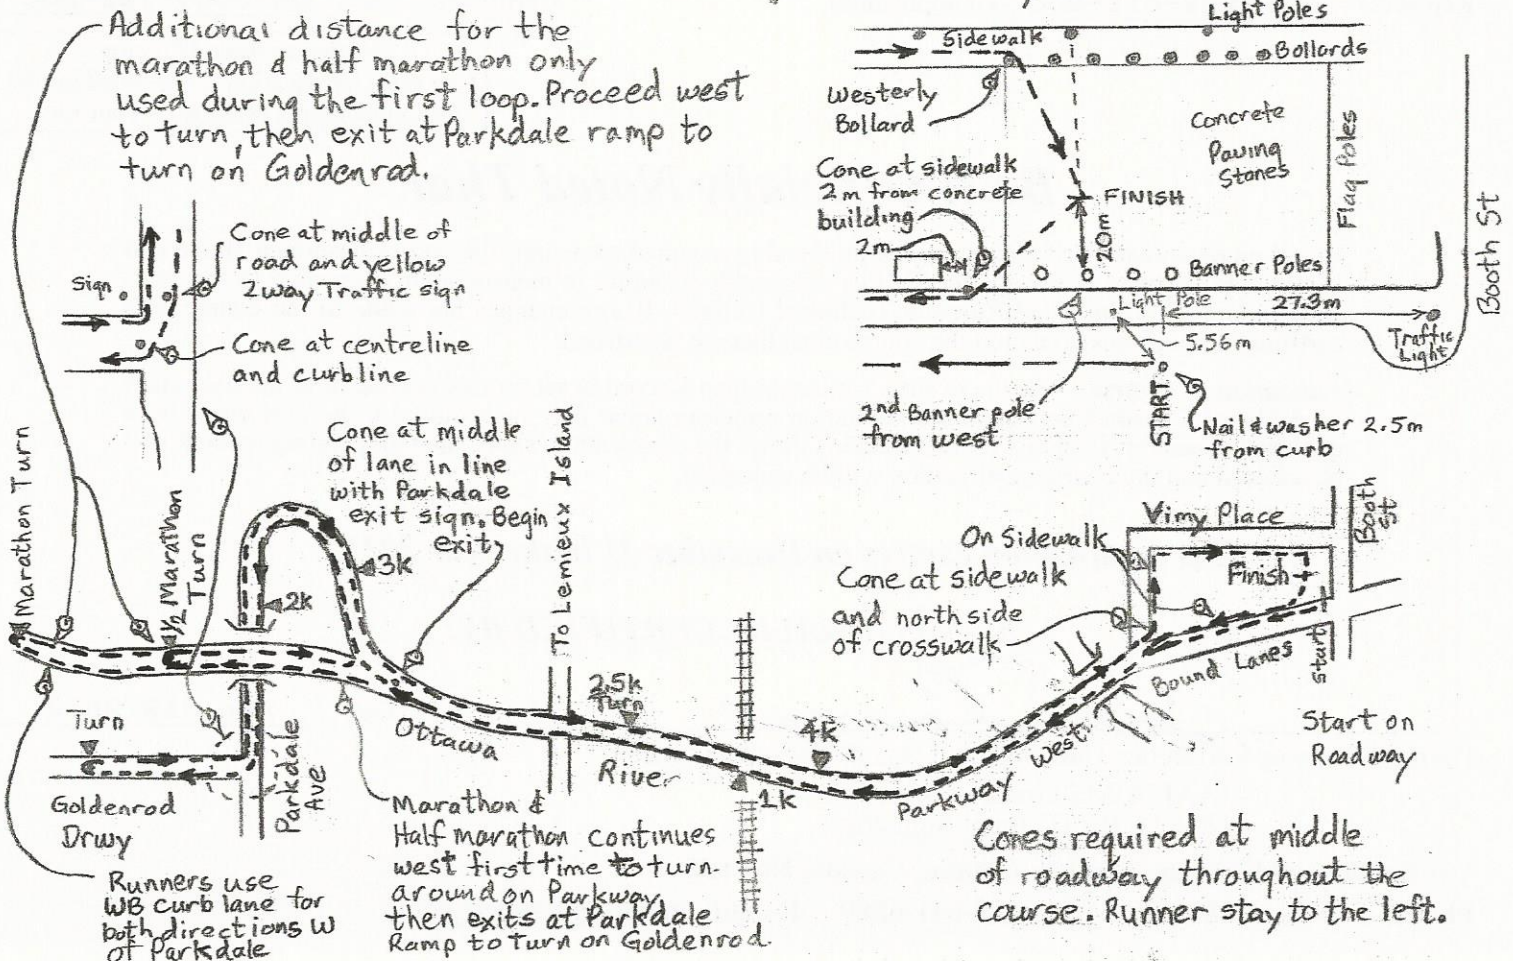 Additional distance for the
marathon & half marathon only
used during the first loop. Proceed west
to turn, then exit at Parkdale ramp to
turn on Goldenrod.
Light Poles
Sidewalk
Bollards
Westerly
Bollard
Concrete
Paving
Stones
Flag Poles
Booth St
Cone at sidewalk
2m from concrete
building
2m
FINISH
20m
Banner Poles
Light Pole
27.3m
Traffic
Light
5.56m
START
2nd Banner pole
from west
Nail & washer 2.5m
from curb
Sign
Cone at middle of
road and yellow
2way Traffic sign
Cone at centreline
and curbline
Cone at middle
of lane in line
with Parkdale
exit sign. Begin
exit
Marathon Turn
1/2 Marathon
Turn
3k
2k
To Lemieux Island
2.5k
Turn
4k
1k
Ottawa
River
Parkway
West
Bound Lanes
On Sidewalk
Cone at sidewalk
and north side
of crosswalk
Vimy Place
Booth
St
Finish
Start
Start on
Roadway
Turn
Goldenrod
Drwy
Parkdale
Ave
Runners use
WB curb lane for
both directions W
of Parkdale
Marathon &
Half marathon continues
west first time to turn-
around on Parkway,
then exits at Parkdale
Ramp to turn on Goldenrod.
Cones required at middle
of roadway throughout the
course. Runner stay to the left.